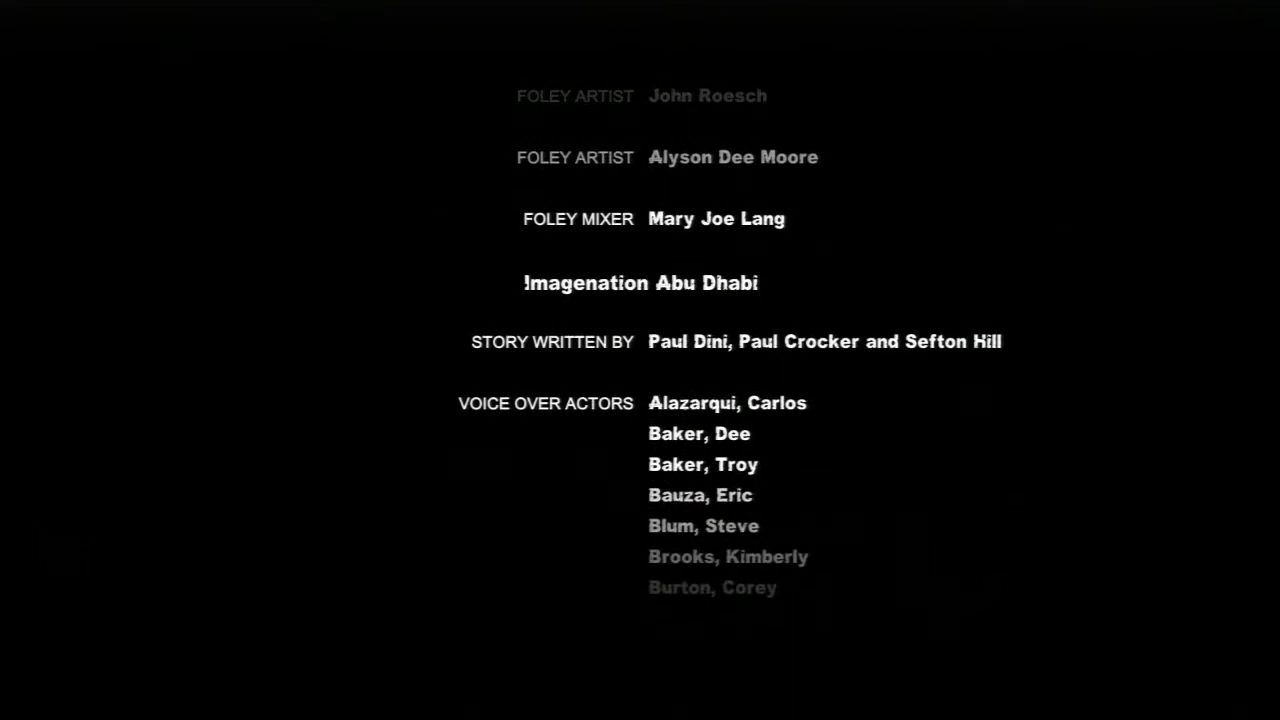 FOLEY ARTIST John Roesch
FOLEY ARTIST Alyson Dee Moore
FOLEY MIXER Mary Joe Lang
Imagenation Abu Dhabi
STORY WRITTEN BY Paul Dini, Paul Crocker and Sefton Hill
VOICE OVER ACTORS Alazarqui, Carlos
Baker, Dee
Baker, Troy
Bauza, Eric
Blum, Steve
Brooks, Kimberly
Burton, Corey